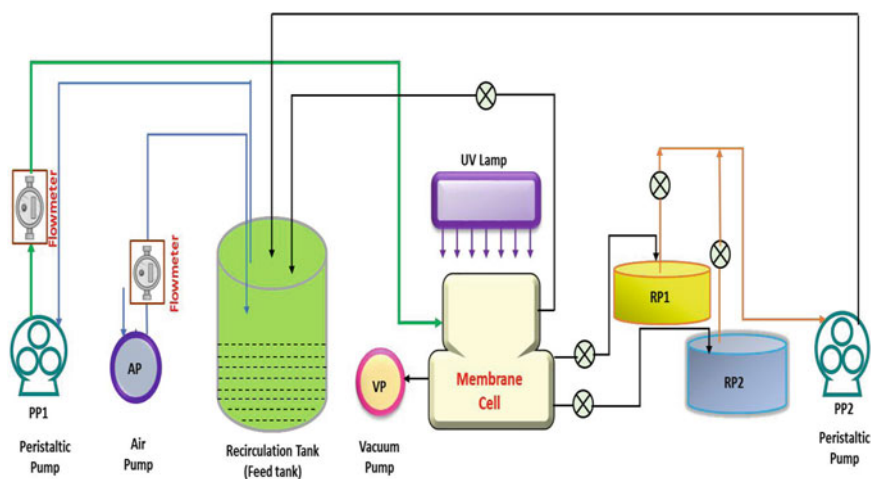 UV Lamp
Flowmeter
Flowmeter
RP1
RP2
AP
VP
Membrane
Cell
PP1
Peristaltic
Pump
Air
Pump
Recirculation Tank
(Feed tank)
Vacuum
Pump
PP2
Peristaltic
Pump